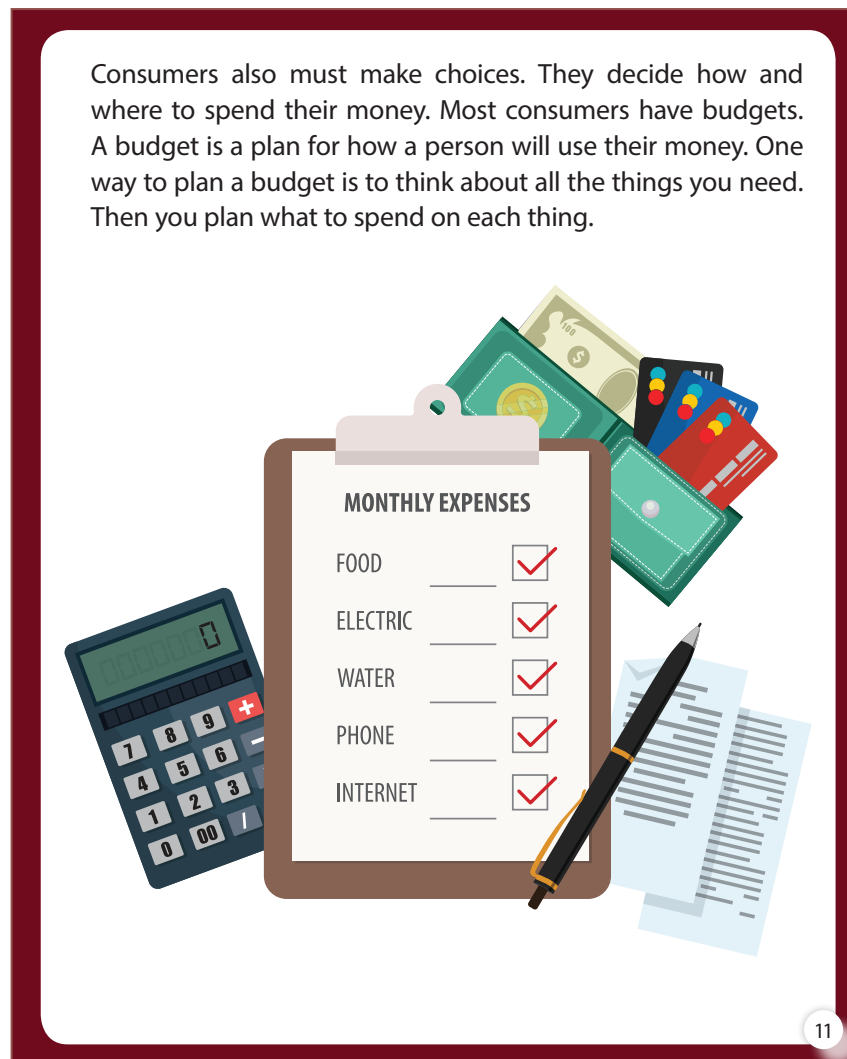 Consumers also must make choices. They decide how and
where to spend their money. Most consumers have budgets.
A budget is a plan for how a person will use their money. One
way to plan a budget is to think about all the things you need.
Then you plan what to spend on each thing.
100
$
MONTHLY EXPENSES
FOOD
ELECTRIC
WATER
PHONE
INTERNET
0
7 8 9 +
4 5 6 −
1 2 3
0 00 /
11